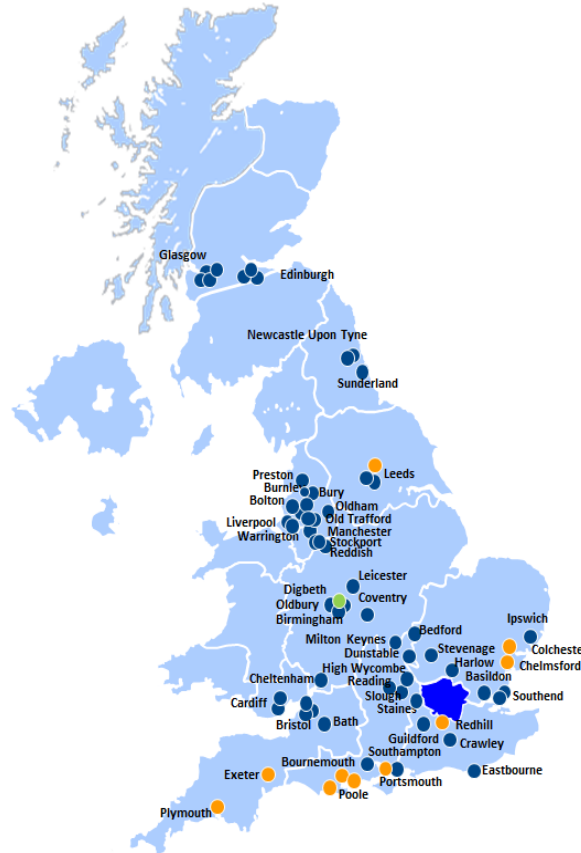 Glasgow
Edinburgh
Newcastle Upon Tyne
Sunderland
Leeds
Preston
Burnley
Bury
Bolton
Oldham
Liverpool
Old Trafford
Warrington
Manchester
Stockport
Reddish
Leicester
Digbeth
Oldbury
Coventry
Birmingham
Ipswich
Milton Keynes
Bedford
Dunstable
Stevenage
Colcheste
Harlow
Chelmsford
High Wycombe
Cheltenham
Reading
Basildon
Slough
Southend
Cardiff
Staines
Bristol
Bath
Redhill
Guildford
Crawley
Southampton
Bournemouth
Exeter
Portsmouth
Eastbourne
Poole
Plymouth